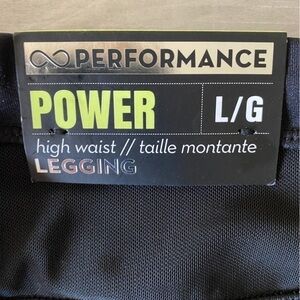 PERFORMANCE
POWER
L/G
high waist // taille montante
LEGGING